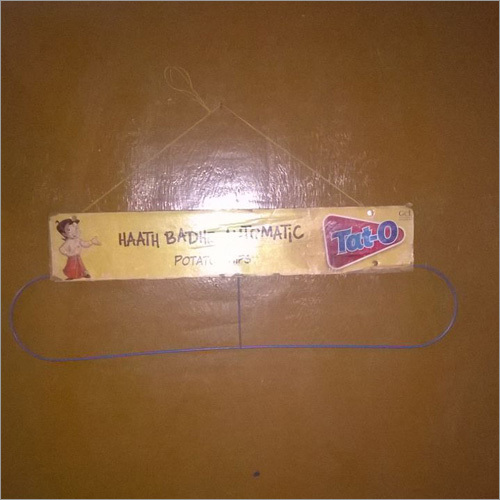 HAATH BADHE AUTOMATIC
POTATO CHIPS
Tat-O